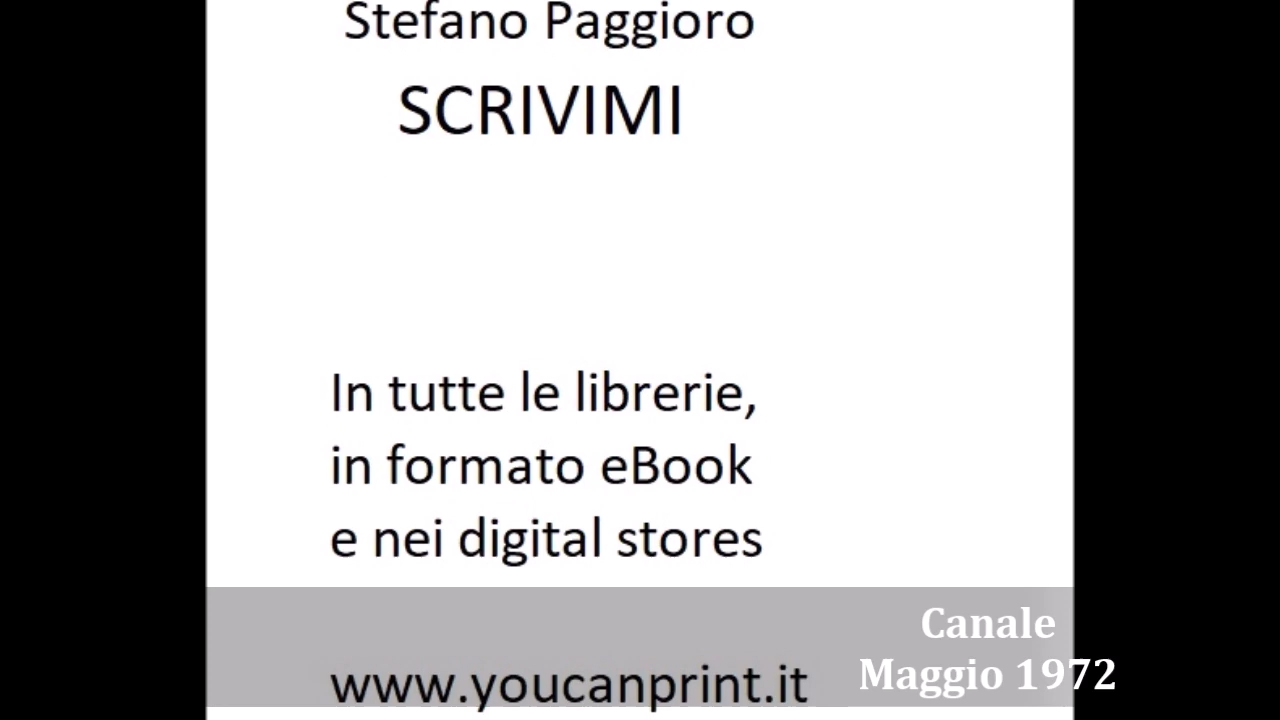 Stefano Paggioro
SCRIVIMI
In tutte le librerie,
in formato eBook
e nei digital stores
www.youcanprint.it
Canale
Maggio 1972